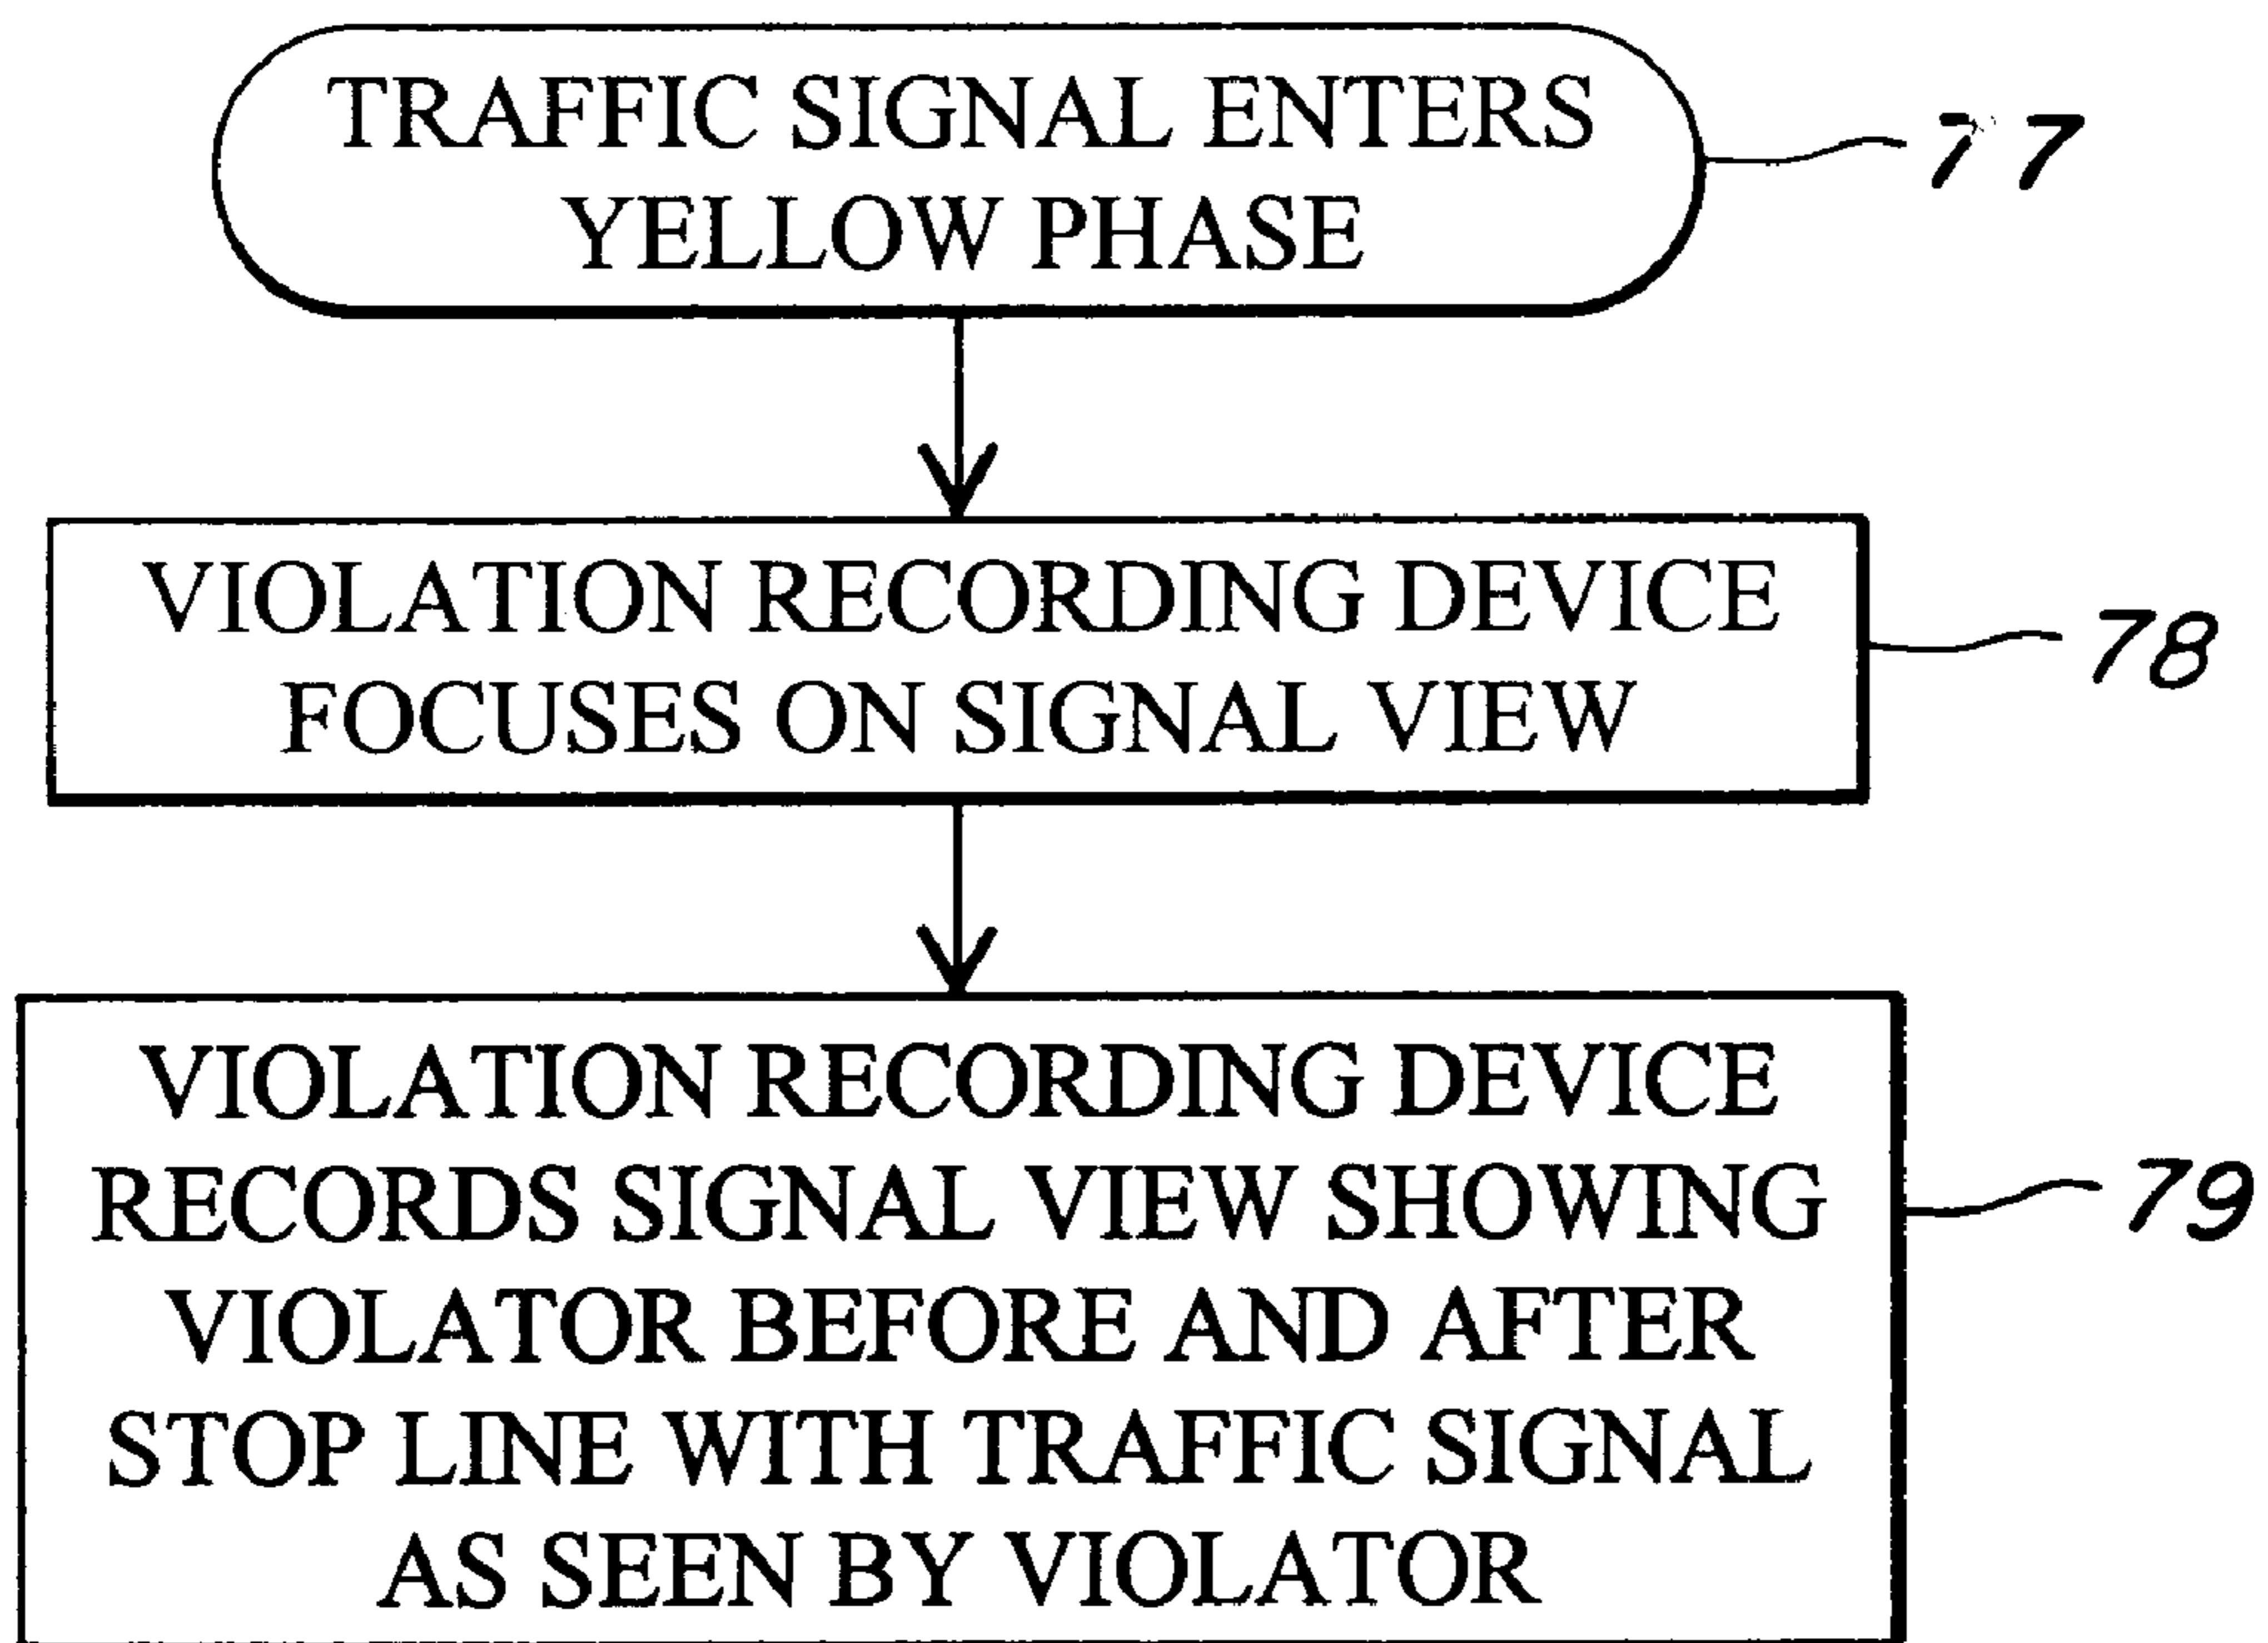 TRAFFIC SIGNAL ENTERS
YELLOW PHASE
77
VIOLATION RECORDING DEVICE
FOCUSES ON SIGNAL VIEW
78
VIOLATION RECORDING DEVICE
RECORDS SIGNAL VIEW SHOWING
VIOLATOR BEFORE AND AFTER
STOP LINE WITH TRAFFIC SIGNAL
AS SEEN BY VIOLATOR
79